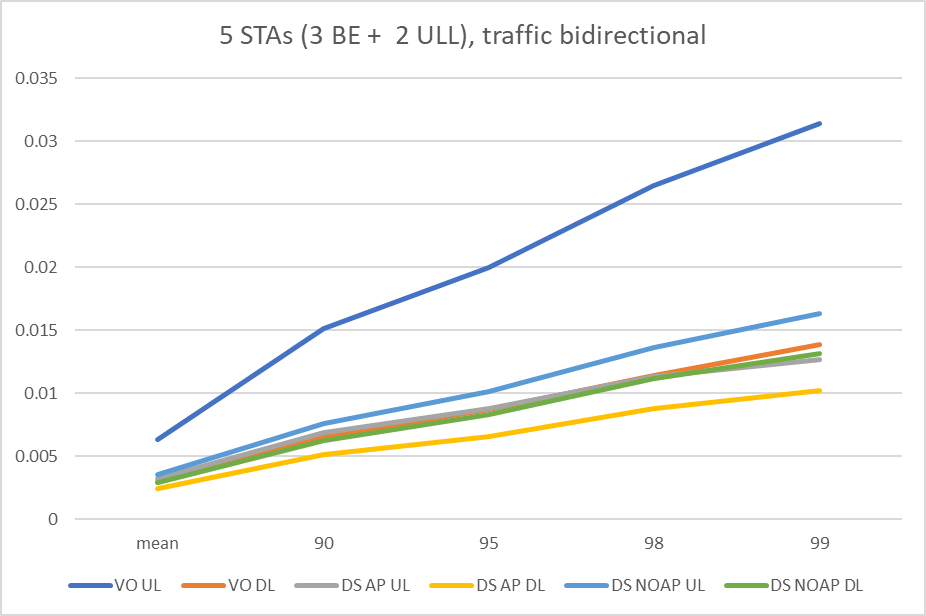 5 STAs (3 BE + 2 ULL), traffic bidirectional
0.035
0.03
0.025
0.02
0.015
0.01
0.005
0
mean 90 95 98 99
VO UL VO DL DS AP UL DS AP DL DS NOAP UL DS NOAP DL